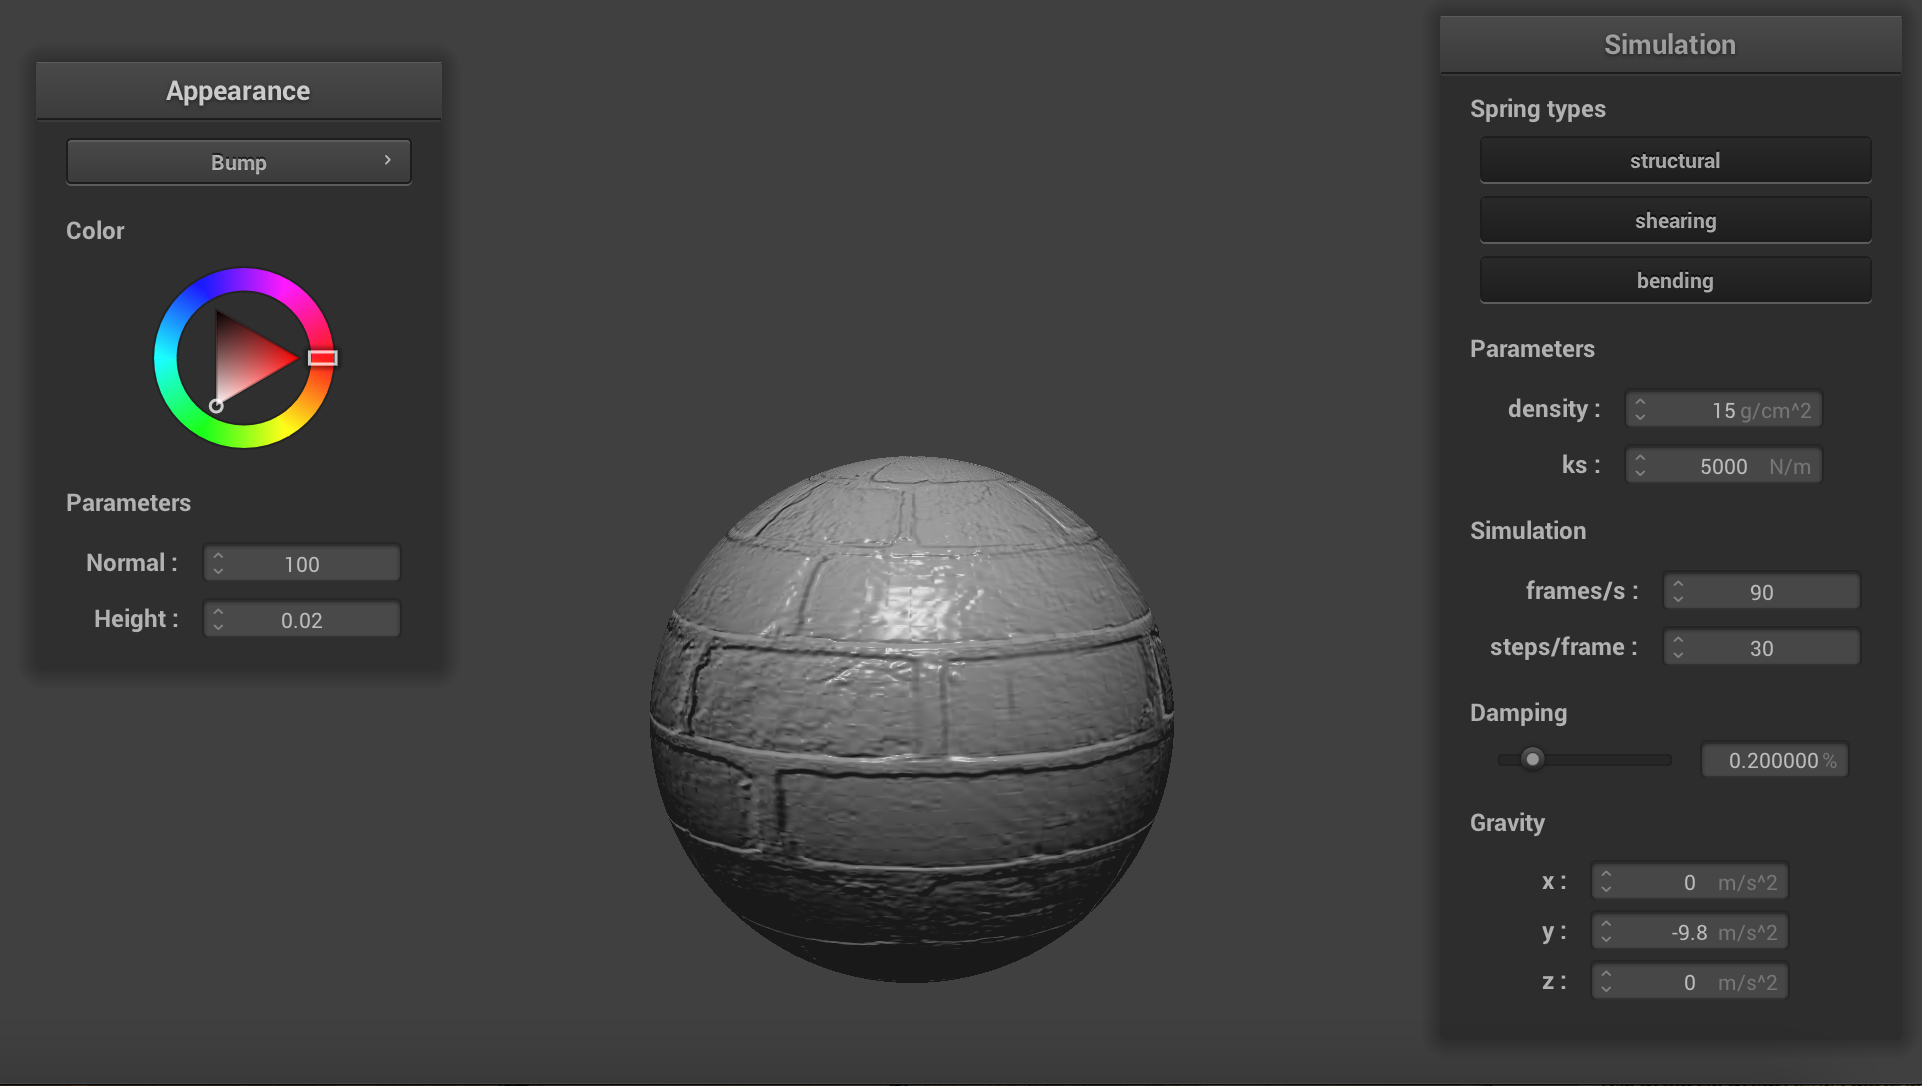 Appearance
Bump
Color
Parameters
Normal : 100
Height : 0.02
Simulation
Spring types
structural
shearing
bending
Parameters
density : 15 g/cm^2
ks : 5000 N/m
Simulation
frames/s : 90
steps/frame : 30
Damping
0.200000 %
Gravity
x : 0 m/s^2
y : -9.8 m/s^2
z : 0 m/s^2